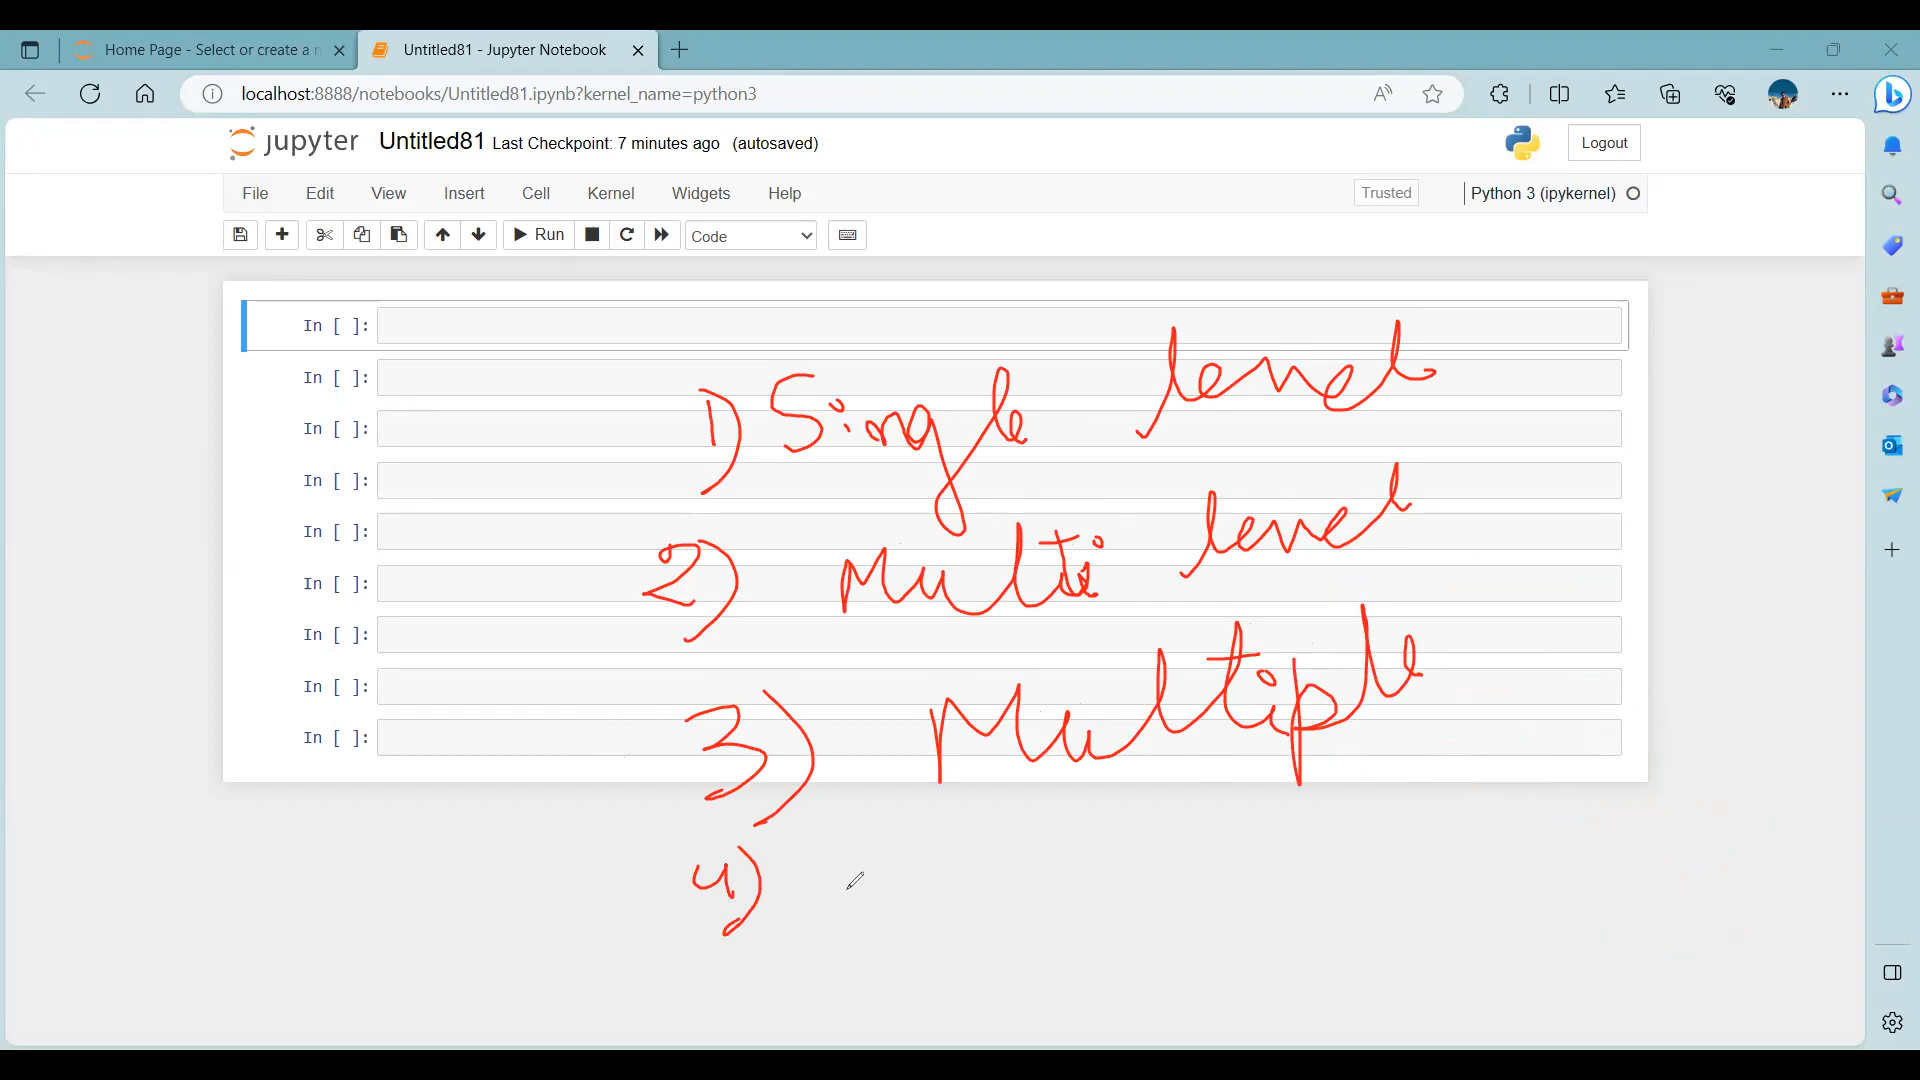 Home Page - Select or create a n
Untitled81 - Jupyter Notebook
localhost:8888/notebooks/Untitled81.ipynb?kernel_name=python3
jupyter Untitled81 Last Checkpoint: 7 minutes ago (autosaved)
Logout
File Edit View Insert Cell Kernel Widgets Help
Trusted
Python 3 (ipykernel)
Run
Code
In [ ]:
In [ ]:
In [ ]:
In [ ]:
In [ ]:
In [ ]:
In [ ]:
In [ ]:
In [ ]:
1) Single level
2) Multi level
3) Multiple
4)